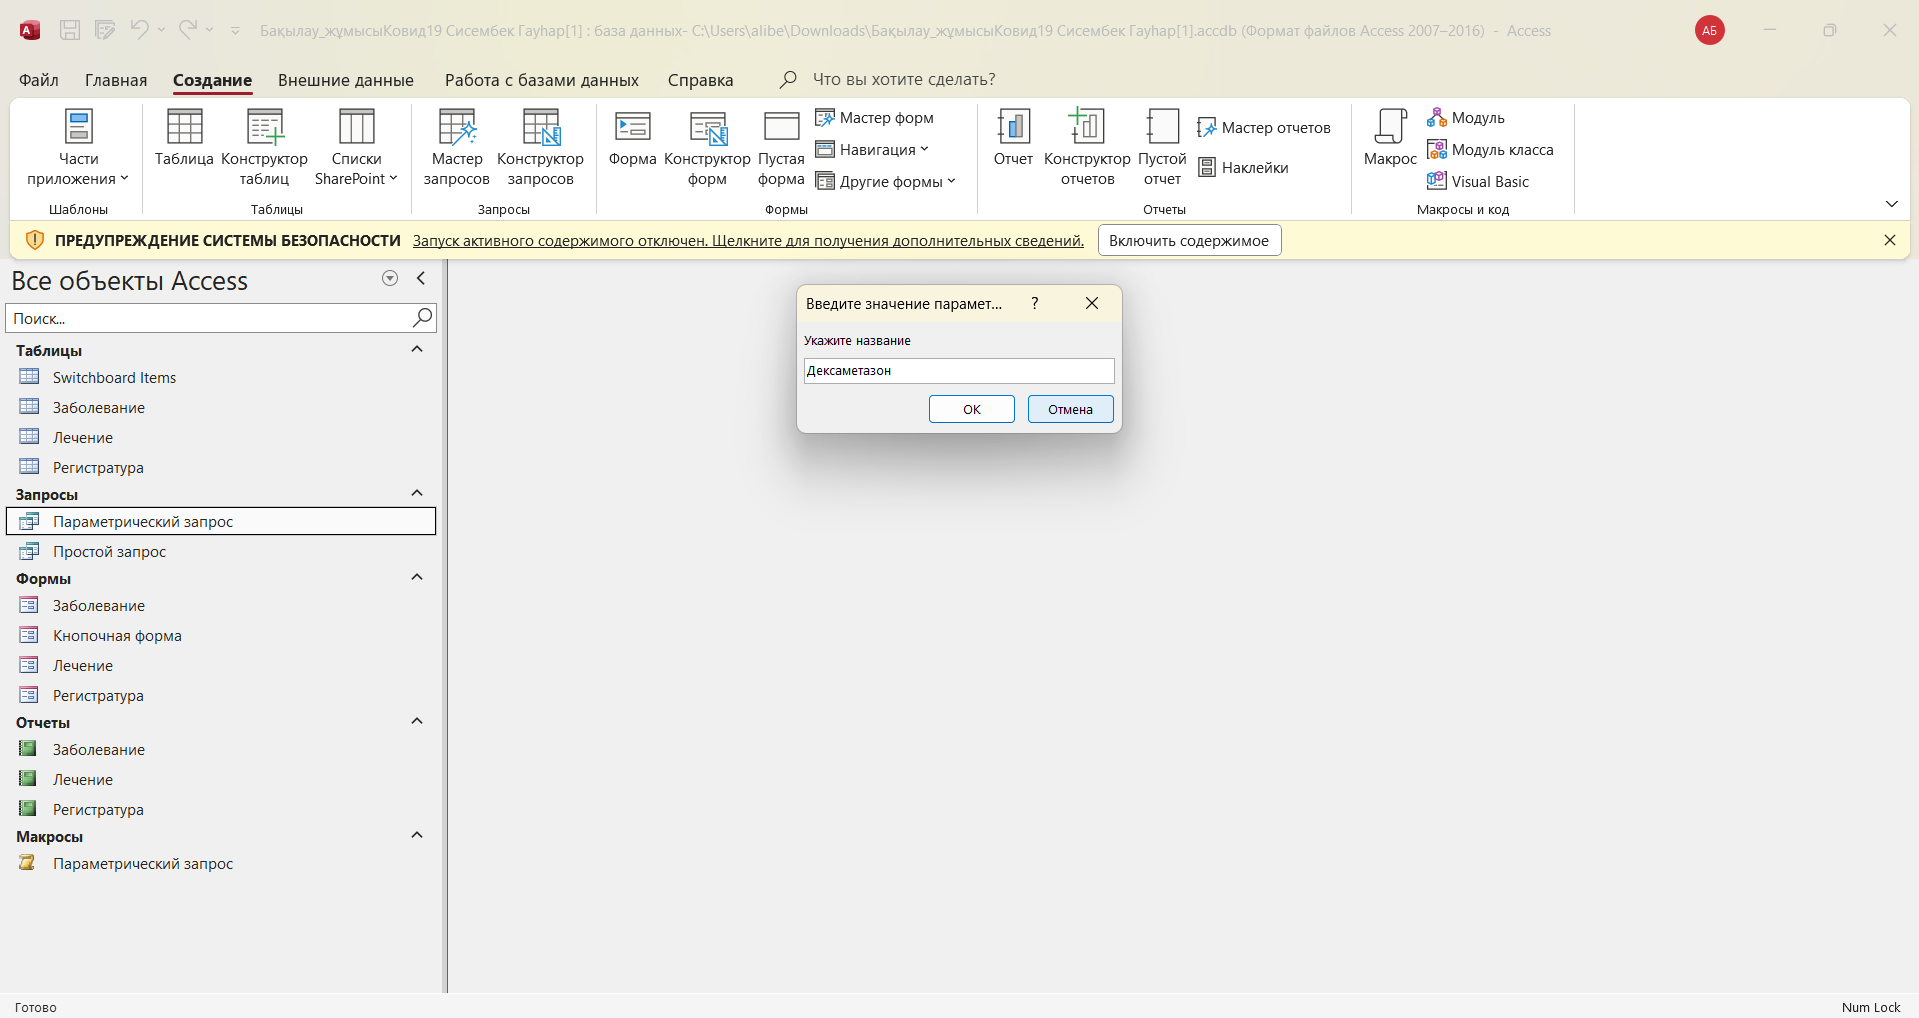 Бақылау_жұмысыКовид19 Сисембек Гауһар[1] : база данных- C:\Users\alibe\Downloads\Бақылау_жұмысыКовид19 Сисембек Гауһар[1].accdb (Формат файлов Access 2007–2016) - Access
АБ
Файл Главная Создание Внешние данные Работа с базами данных Справка Что вы хотите сделать?
Части приложения
Шаблоны
Таблица
Конструктор таблиц
Списки SharePoint
Таблицы
Мастер запросов
Конструктор запросов
Запросы
Форма
Конструктор форм
Пустая форма
Мастер форм
Навигация
Другие формы
Формы
Отчет
Конструктор отчетов
Пустой отчет
Мастер отчетов
Наклейки
Отчеты
Макрос
Модуль
Модуль класса
Visual Basic
Макросы и код
ПРЕДУПРЕЖДЕНИЕ СИСТЕМЫ БЕЗОПАСНОСТИ Запуск активного содержимого отключен. Щелкните для получения дополнительных сведений. Включить содержимое
Все объекты Access
Поиск...
Таблицы
Switchboard Items
Заболевание
Лечение
Регистратура
Запросы
Параметрический запрос
Простой запрос
Формы
Заболевание
Кнопочная форма
Лечение
Регистратура
Отчеты
Заболевание
Лечение
Регистратура
Макросы
Параметрический запрос
Введите значение парамет... ?
Укажите название
Дексаметазон
ОК Отмена
Готово
Num Lock